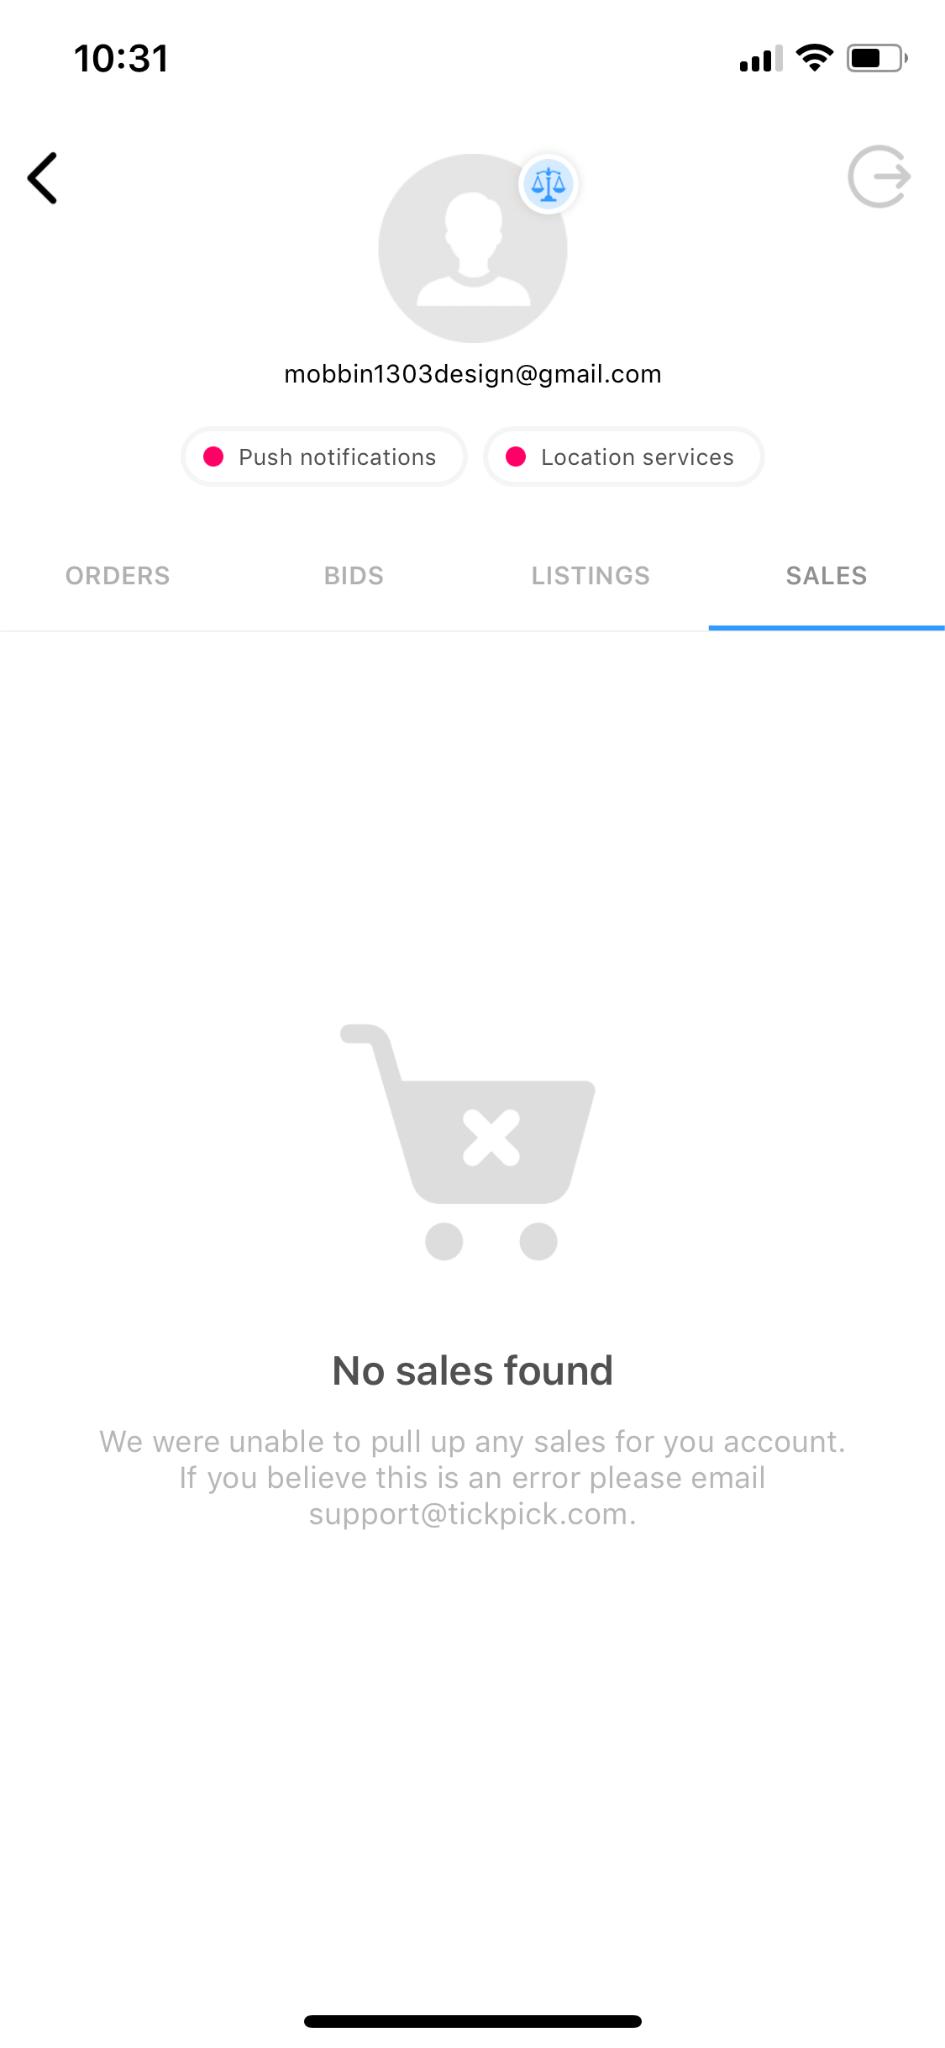 10:31
mobbin1303design@gmail.com
Push notifications
Location services
ORDERS
BIDS
LISTINGS
SALES
No sales found
We were unable to pull up any sales for you account.
If you believe this is an error please email
support@tickpick.com.